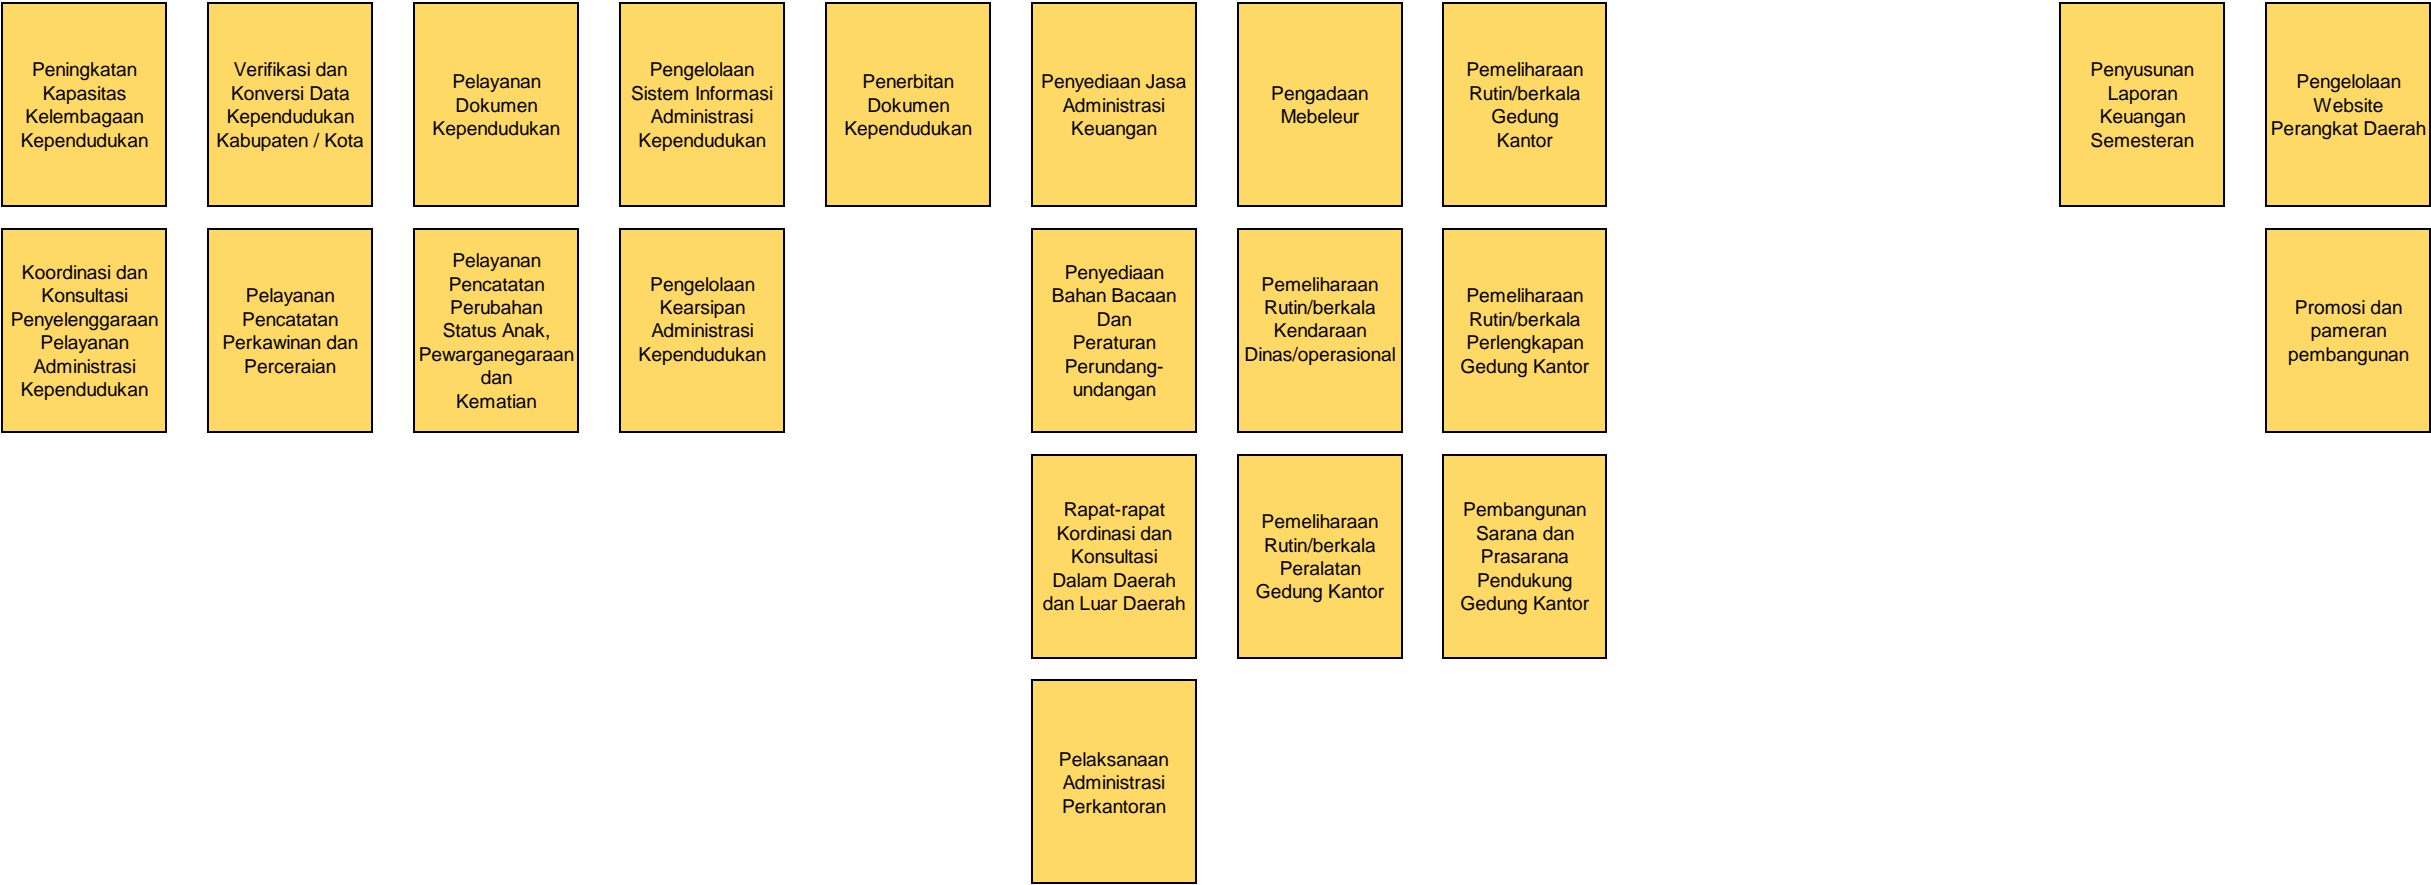 Peningkatan
Kapasitas
Kelembagaan
Kependudukan
Verifikasi dan
Konversi Data
Kependudukan
Kabupaten / Kota
Pelayanan
Dokumen
Kependudukan
Pengelolaan
Sistem Informasi
Administrasi
Kependudukan
Penerbitan
Dokumen
Kependudukan
Penyediaan Jasa
Administrasi
Keuangan
Pengadaan
Mebeleur
Pemeliharaan
Rutin/berkala
Gedung
Kantor
Penyusunan
Laporan
Keuangan
Semesteran
Pengelolaan
Website
Perangkat Daerah
Koordinasi dan
Konsultasi
Penyelenggaraan
Pelayanan
Administrasi
Kependudukan
Pelayanan
Pencatatan
Perkawinan dan
Perceraian
Pelayanan
Pencatatan
Perubahan
Status Anak,
Pewarganegaraan
dan
Kematian
Pengelolaan
Kearsipan
Administrasi
Kependudukan
Penyediaan
Bahan Bacaan
Dan
Peraturan
Perundang-
undangan
Pemeliharaan
Rutin/berkala
Kendaraan
Dinas/operasional
Pemeliharaan
Rutin/berkala
Perlengkapan
Gedung Kantor
Promosi dan
pameran
pembangunan
Rapat-rapat
Kordinasi dan
Konsultasi
Dalam Daerah
dan Luar Daerah
Pemeliharaan
Rutin/berkala
Peralatan
Gedung Kantor
Pembangunan
Sarana dan
Prasarana
Pendukung
Gedung Kantor
Pelaksanaan
Administrasi
Perkantoran